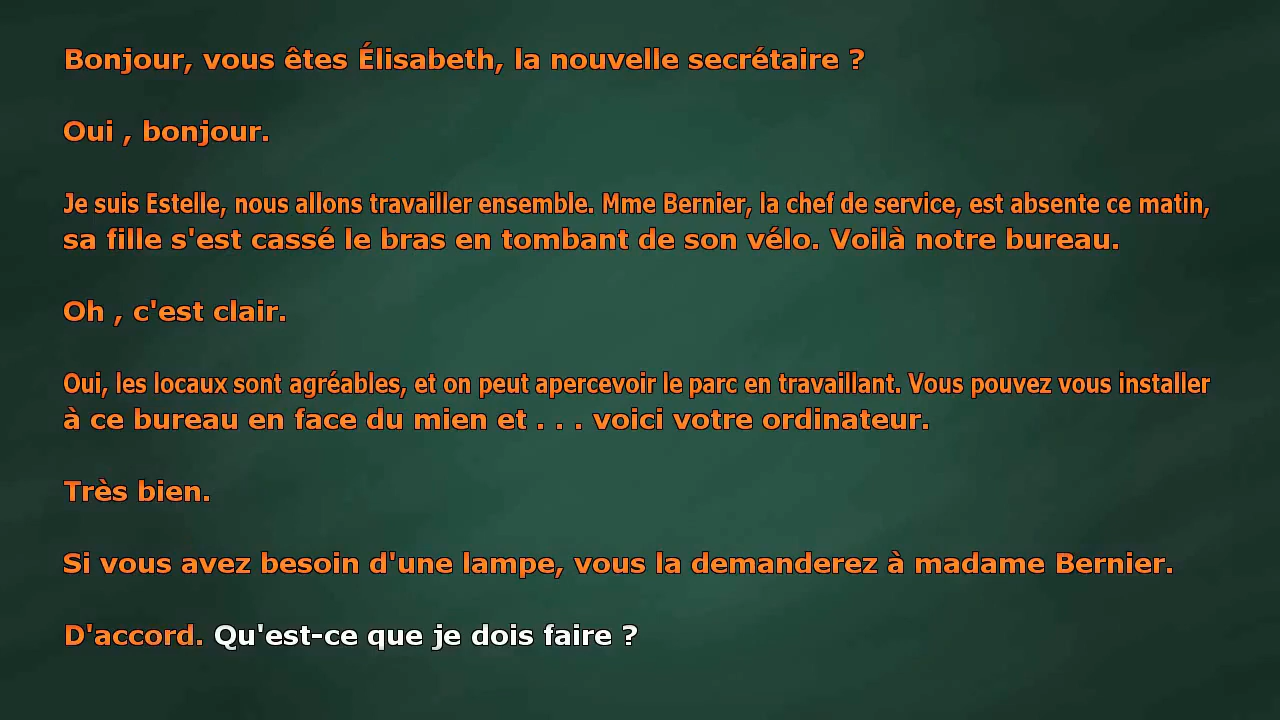 Bonjour, vous êtes Élisabeth, la nouvelle secrétaire ?
Oui , bonjour.
Je suis Estelle, nous allons travailler ensemble. Mme Bernier, la chef de service, est absente ce matin,
sa fille s'est cassé le bras en tombant de son vélo. Voilà notre bureau.
Oh , c'est clair.
Oui, les locaux sont agréables, et on peut apercevoir le parc en travaillant. Vous pouvez vous installer
à ce bureau en face du mien et . . . voici votre ordinateur.
Très bien.
Si vous avez besoin d'une lampe, vous la demanderez à madame Bernier.
D'accord. Qu'est-ce que je dois faire ?